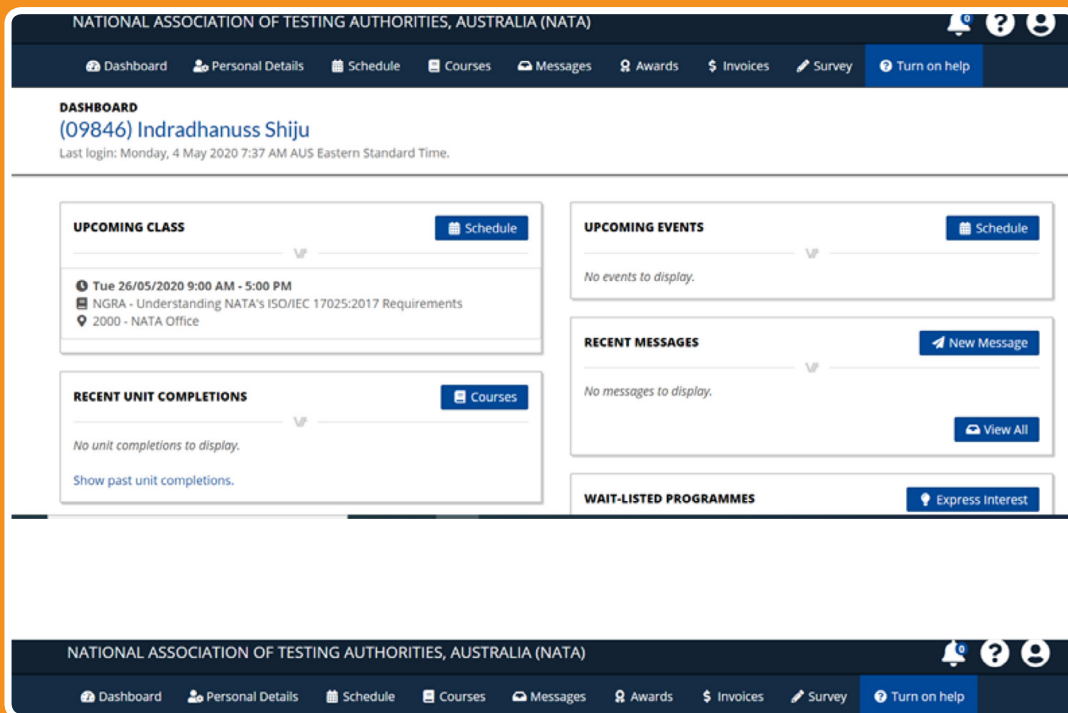 NATIONAL ASSOCIATION OF TESTING AUTHORITIES, AUSTRALIA (NATA)
0
Dashboard Personal Details Schedule Courses Messages Awards $ Invoices Survey Turn on help
DASHBOARD
(09846) Indradhanuss Shiju
Last login: Monday, 4 May 2020 7:37 AM AUS Eastern Standard Time.
UPCOMING CLASS Schedule
Tue 26/05/2020 9:00 AM - 5:00 PM
NGRA - Understanding NATA's ISO/IEC 17025:2017 Requirements
2000 - NATA Office
RECENT UNIT COMPLETIONS Courses
No unit completions to display.
Show past unit completions.
UPCOMING EVENTS Schedule
No events to display.
RECENT MESSAGES New Message
No messages to display.
View All
WAIT-LISTED PROGRAMMES Express Interest
NATIONAL ASSOCIATION OF TESTING AUTHORITIES, AUSTRALIA (NATA)
0
Dashboard Personal Details Schedule Courses Messages Awards $ Invoices Survey Turn on help